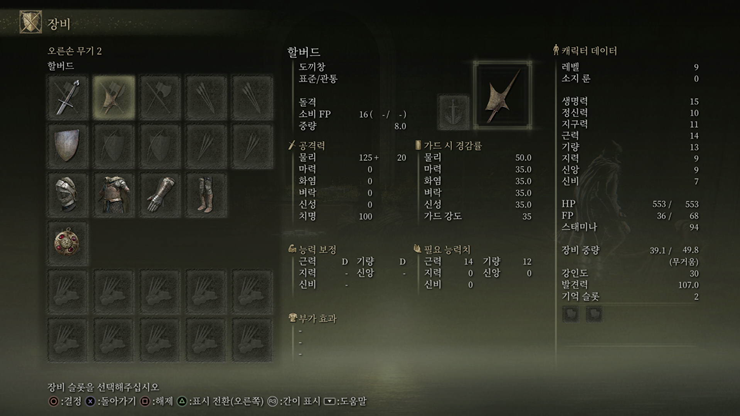 장비
오른손 무기 2
할버드
할버드
도끼창
표준/관통
돌격
소비 FP 16 ( - / - )
중량 8.0
공격력
물리 125 + 20
마력 0
화염 0
벼락 0
신성 0
치명 100
가드 시 경감률
물리 50.0
마력 35.0
화염 35.0
벼락 35.0
신성 35.0
가드 강도 35
능력 보정
근력 D 기량 D
지력 - 신앙 -
신비 -
필요 능력치
근력 14 기량 12
지력 0 신앙 0
신비 0
부가 효과
-
-
-
캐릭터 데이터
레벨 9
소지 룬 0
생명력 15
정신력 10
지구력 11
근력 14
기량 13
지력 9
신앙 9
신비 7
HP 553 / 553
FP 36 / 68
스태미나 94
장비 중량 39.1 / 49.8
(무거움)
강인도 30
발견력 107.0
기억 슬롯 2
장비 슬롯을 선택해주십시오
:결정 :돌아가기 :해제 :표시 전환(오른쪽) R3:간이 표시 :도움말